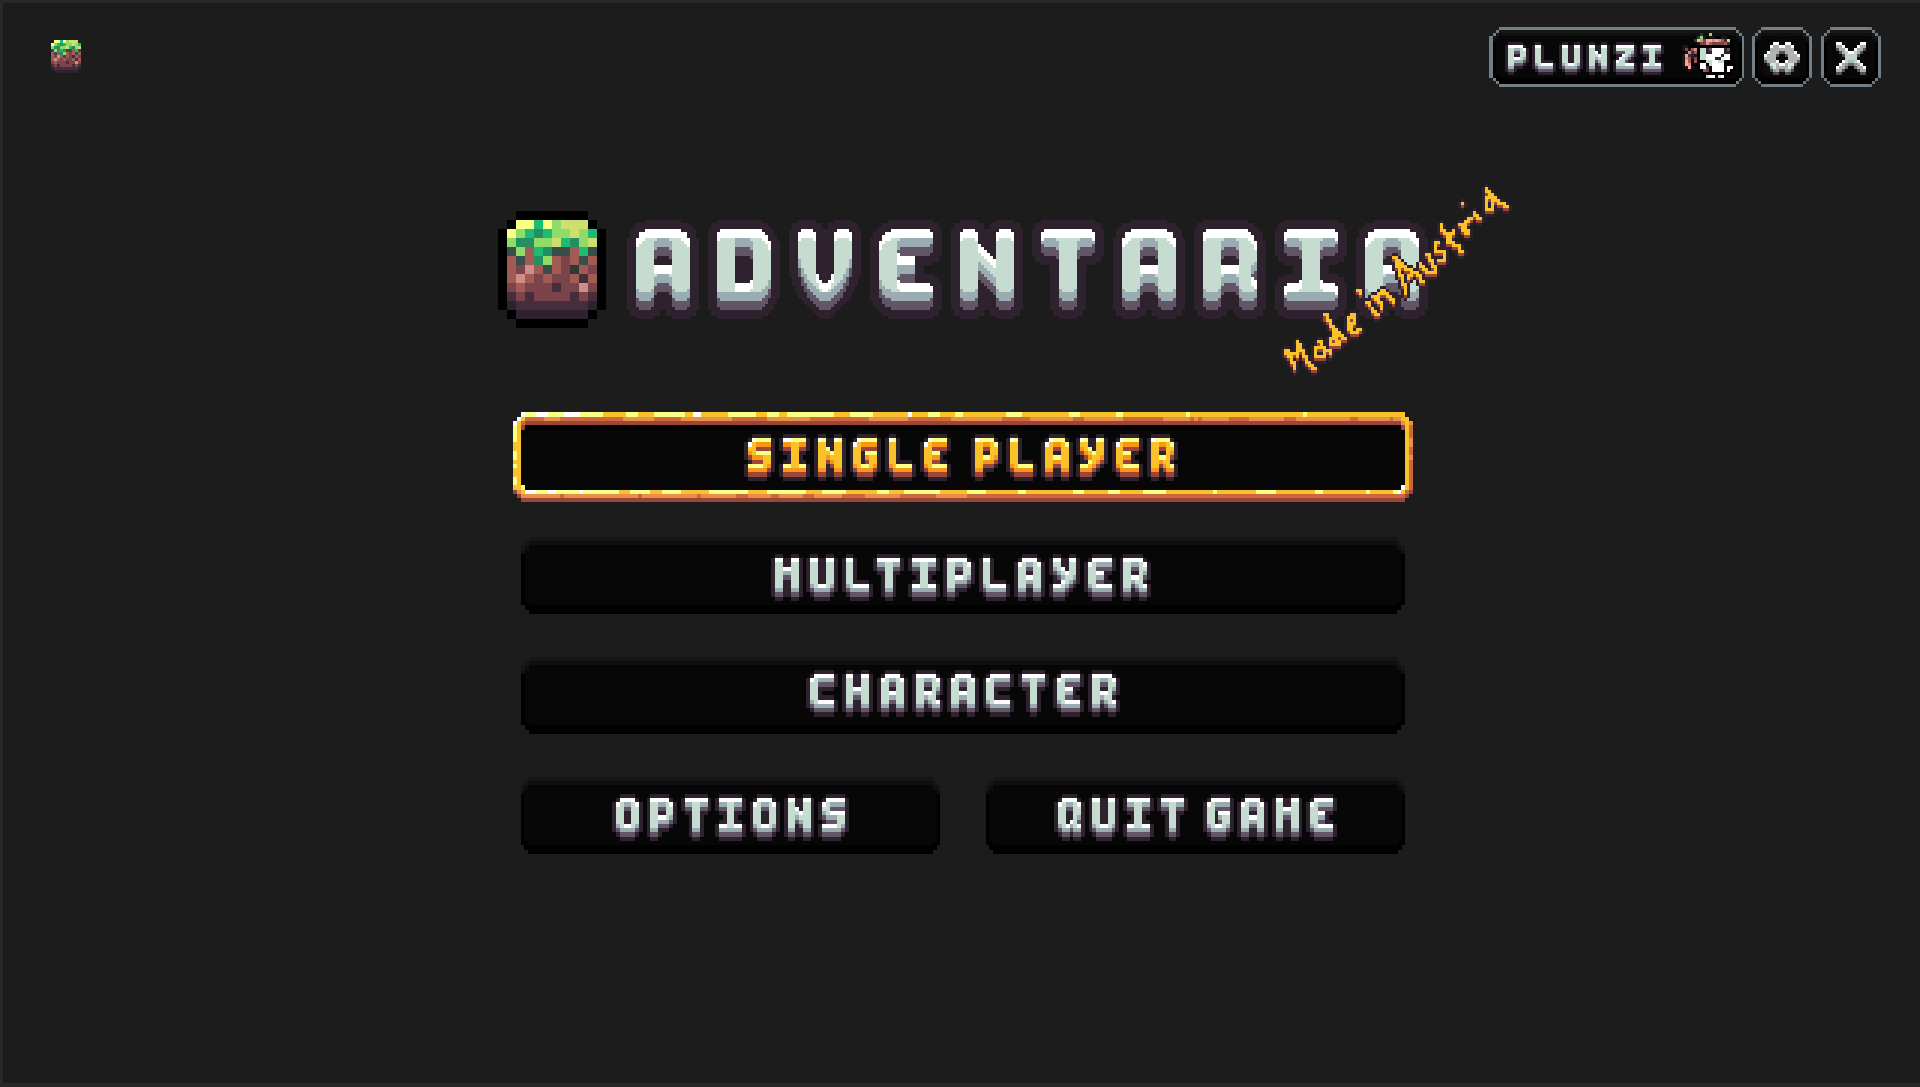 PLUNZI
ADVENTARIA
Made in Austria
SINGLE PLAYER
MULTIPLAYER
CHARACTER
OPTIONS
QUIT GAME